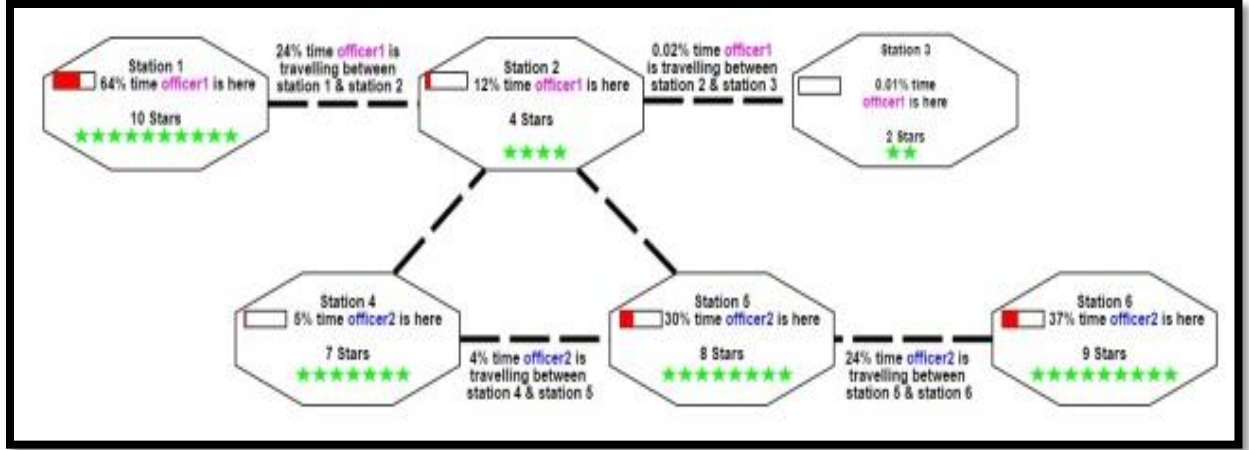 Station 1
64% time officer1 is here
10 Stars
24% time officer1 is
travelling between
station 1 & station 2
Station 2
12% time officer1 is here
4 Stars
0.02% time officer1
is travelling between
station 2 & station 3
Station 3
0.01% time
officer1 is here
2 Stars
Station 4
5% time officer2 is here
7 Stars
4% time officer2 is
travelling between
station 4 & station 5
Station 5
30% time officer2 is here
8 Stars
24% time officer2 is
travelling between
station 5 & station 6
Station 6
37% time officer2 is here
9 Stars